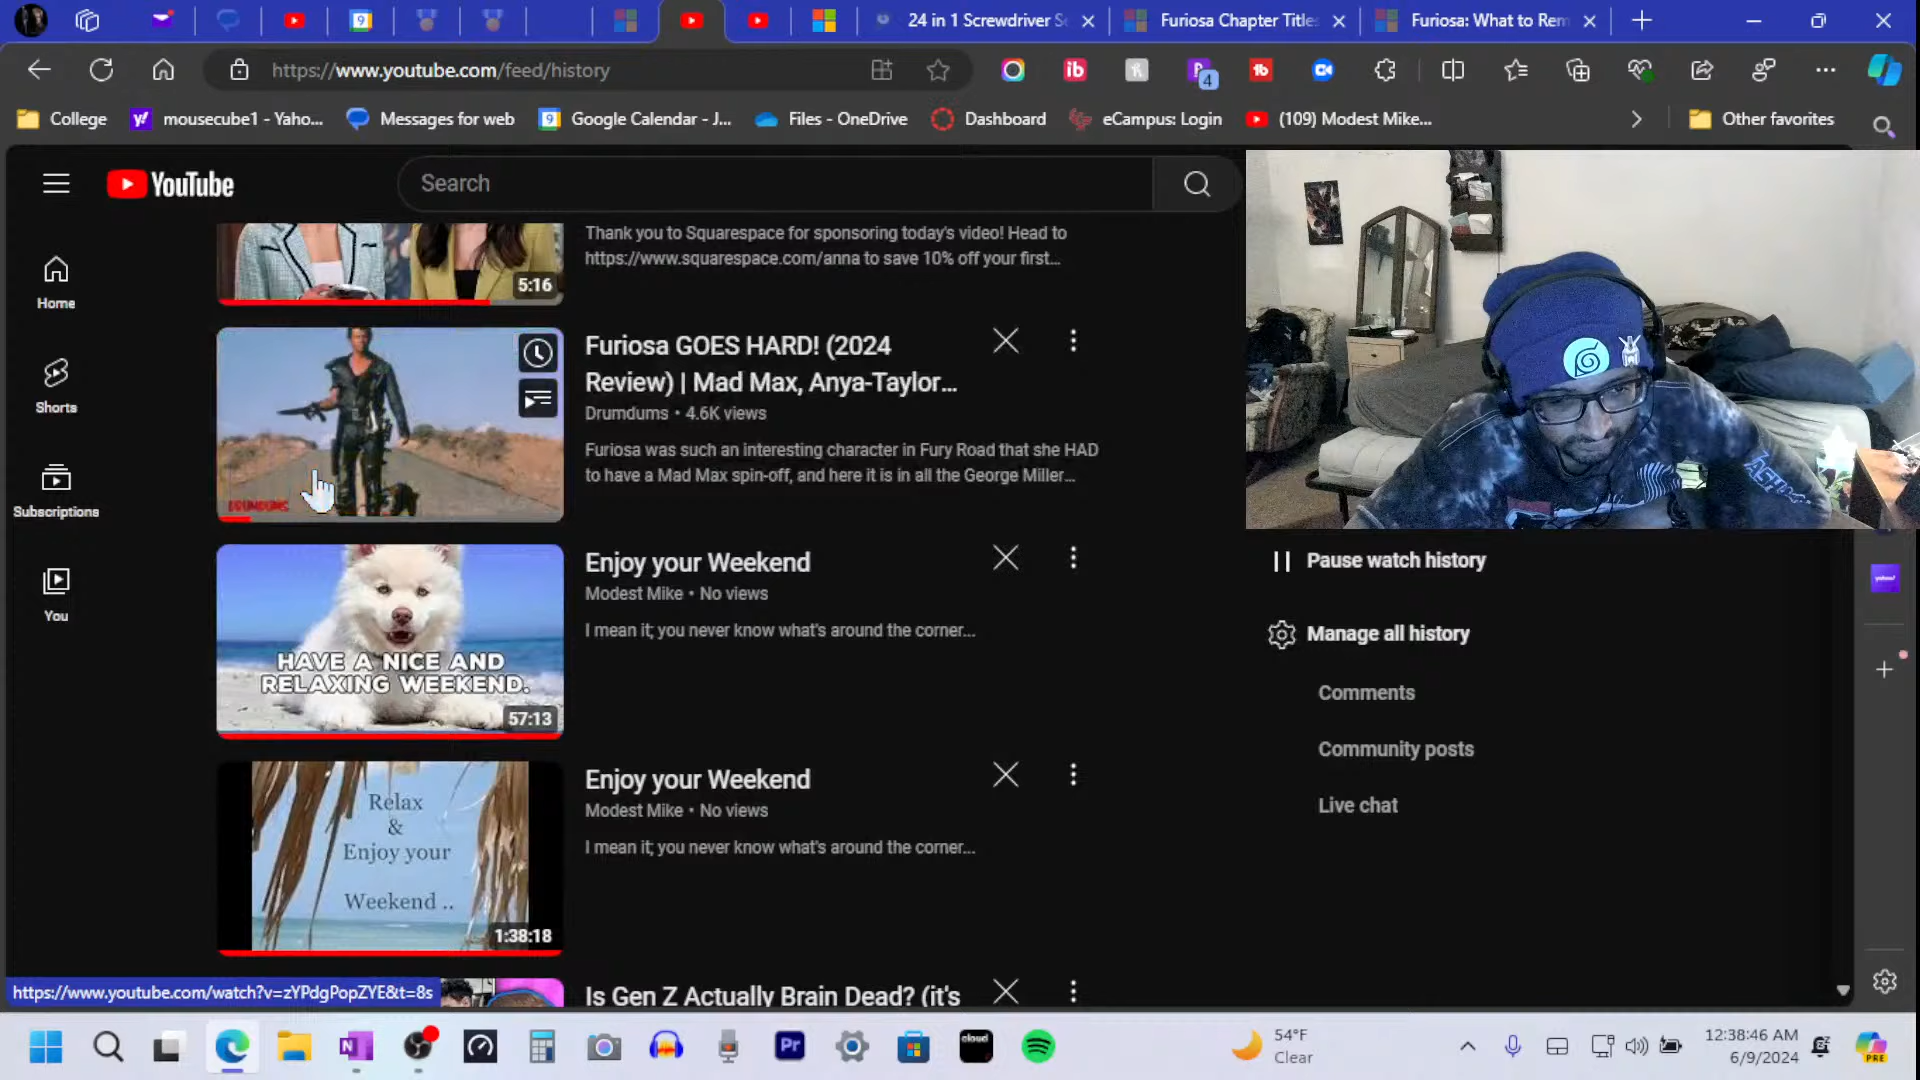 24 in 1 Screwdriver S
Furiosa Chapter Titles
Furiosa: What to Rem
https://www.youtube.com/feed/history
4
College
mousecube1 - Yaho...
Messages for web
Google Calendar - J...
Files - OneDrive
Dashboard
eCampus: Login
(109) Modest Mike...
Other favorites
YouTube
Search
Home
Shorts
Subscriptions
You
5:16
Thank you to Squarespace for sponsoring today's video! Head to
https://www.squarespace.com/anna to save 10% off your first...
DRUMDUMS
Furiosa GOES HARD! (2024
Review) | Mad Max, Anya-Taylor...
Drumdums • 4.6K views
Furiosa was such an interesting character in Fury Road that she HAD
to have a Mad Max spin-off, and here it is in all the George Miller...
HAVE A NICE AND
RELAXING WEEKEND.
57:13
Enjoy your Weekend
Modest Mike • No views
I mean it; you never know what's around the corner...
Relax
&
Enjoy your
Weekend ..
1:38:18
Enjoy your Weekend
Modest Mike • No views
I mean it; you never know what's around the corner...
Is Gen Z Actually Brain Dead? (it's
Pause watch history
Manage all history
Comments
Community posts
Live chat
https://www.youtube.com/watch?v=zYPdgPopZYE&t=8s
Pr
cloud
54°F
Clear
12:38:46 AM
6/9/2024
PRE